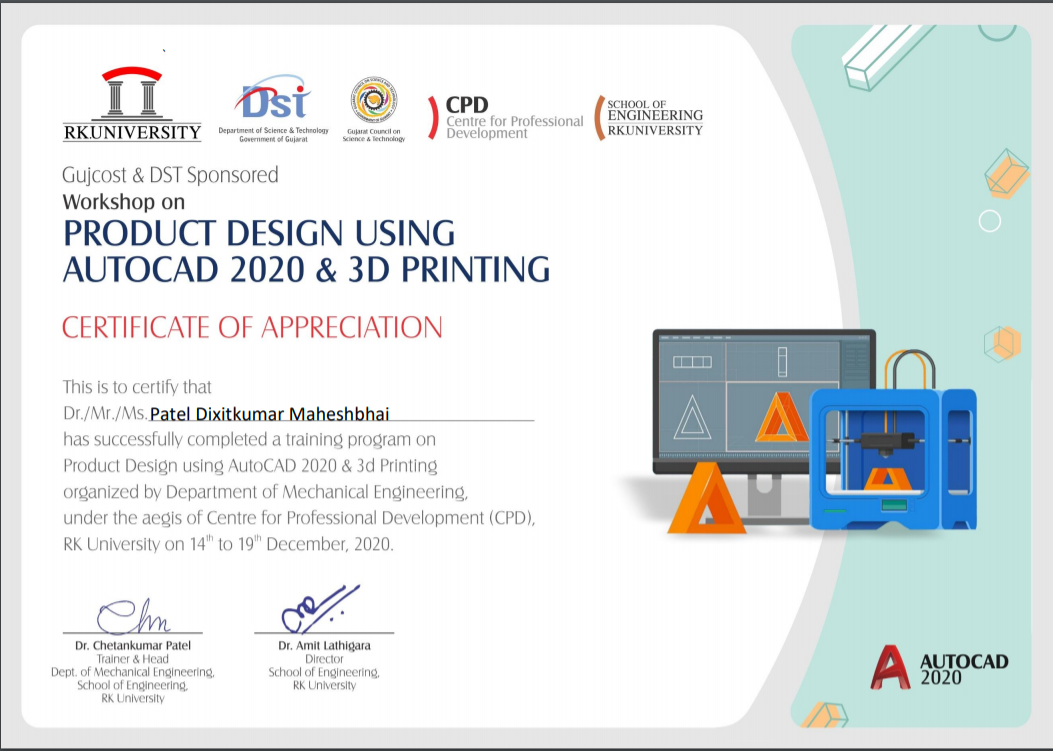 RKUNIVERSITY
Dst
Department of Science & Technology
Government of Gujarat
Gujarat Council on
Science & Technology
CPD
Centre for Professional
Development
SCHOOL OF
ENGINEERING
RKUNIVERSITY
Gujcost & DST Sponsored
Workshop on
PRODUCT DESIGN USING
AUTOCAD 2020 & 3D PRINTING
CERTIFICATE OF APPRECIATION
This is to certify that
Dr./Mr./Ms. Patel Dixitkumar Maheshbhai
has successfully completed a training program on
Product Design using AutoCAD 2020 & 3d Printing
organized by Department of Mechanical Engineering,
under the aegis of Centre for Professional Development (CPD),
RK University on 14th to 19th December, 2020.
Dr. Chetankumar Patel
Trainer & Head
Dept. of Mechanical Engineering,
School of Engineering,
RK University
Dr. Amit Lathigara
Director
School of Engineering,
RK University
AUTOCAD
2020